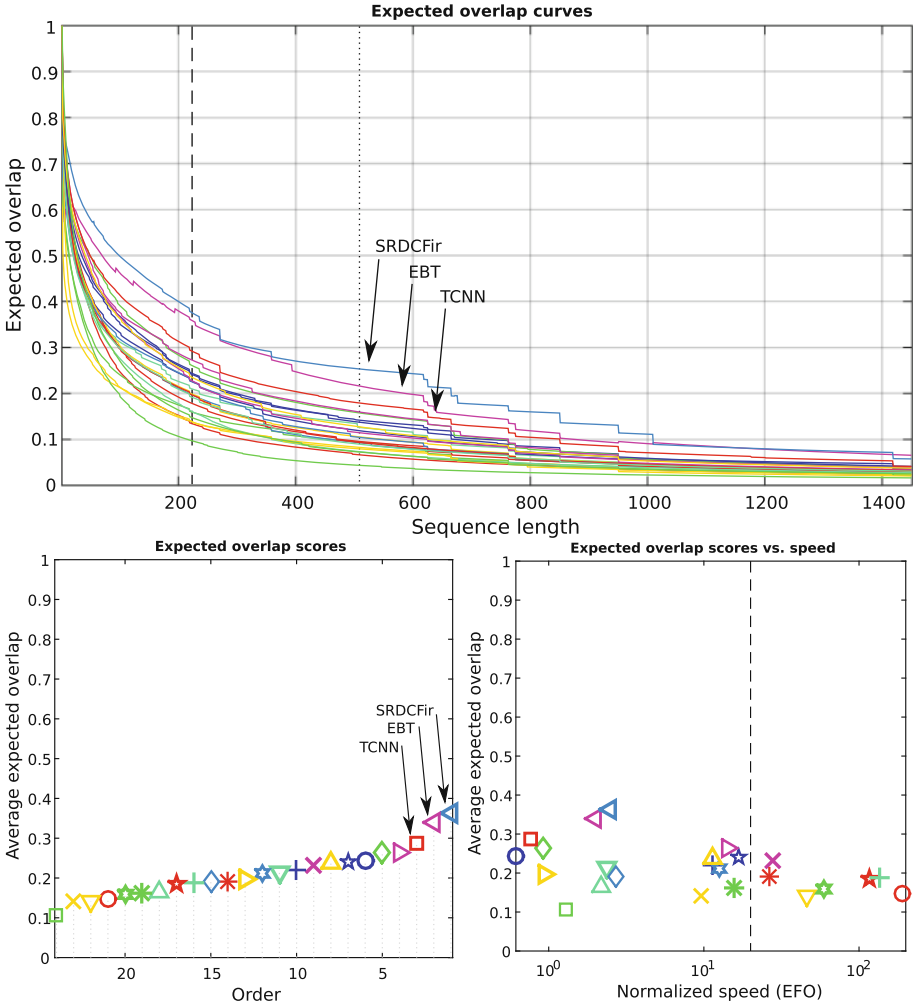 Expected overlap curves
1
0.9
0.8
0.7
0.6
0.5
0.4
0.3
0.2
0.1
0
Expected overlap
SRDCFir
EBT
TCNN
200 400 600 800 1000 1200 1400
Sequence length
Expected overlap scores
1
0.9
0.8
0.7
0.6
0.5
0.4
0.3
0.2
0.1
0
Average expected overlap
SRDCFir
EBT
TCNN
20 15 10 5
Order
Expected overlap scores vs. speed
1
0.9
0.8
0.7
0.6
0.5
0.4
0.3
0.2
0.1
0
Average expected overlap
10⁰ 10¹ 10²
Normalized speed (EFO)